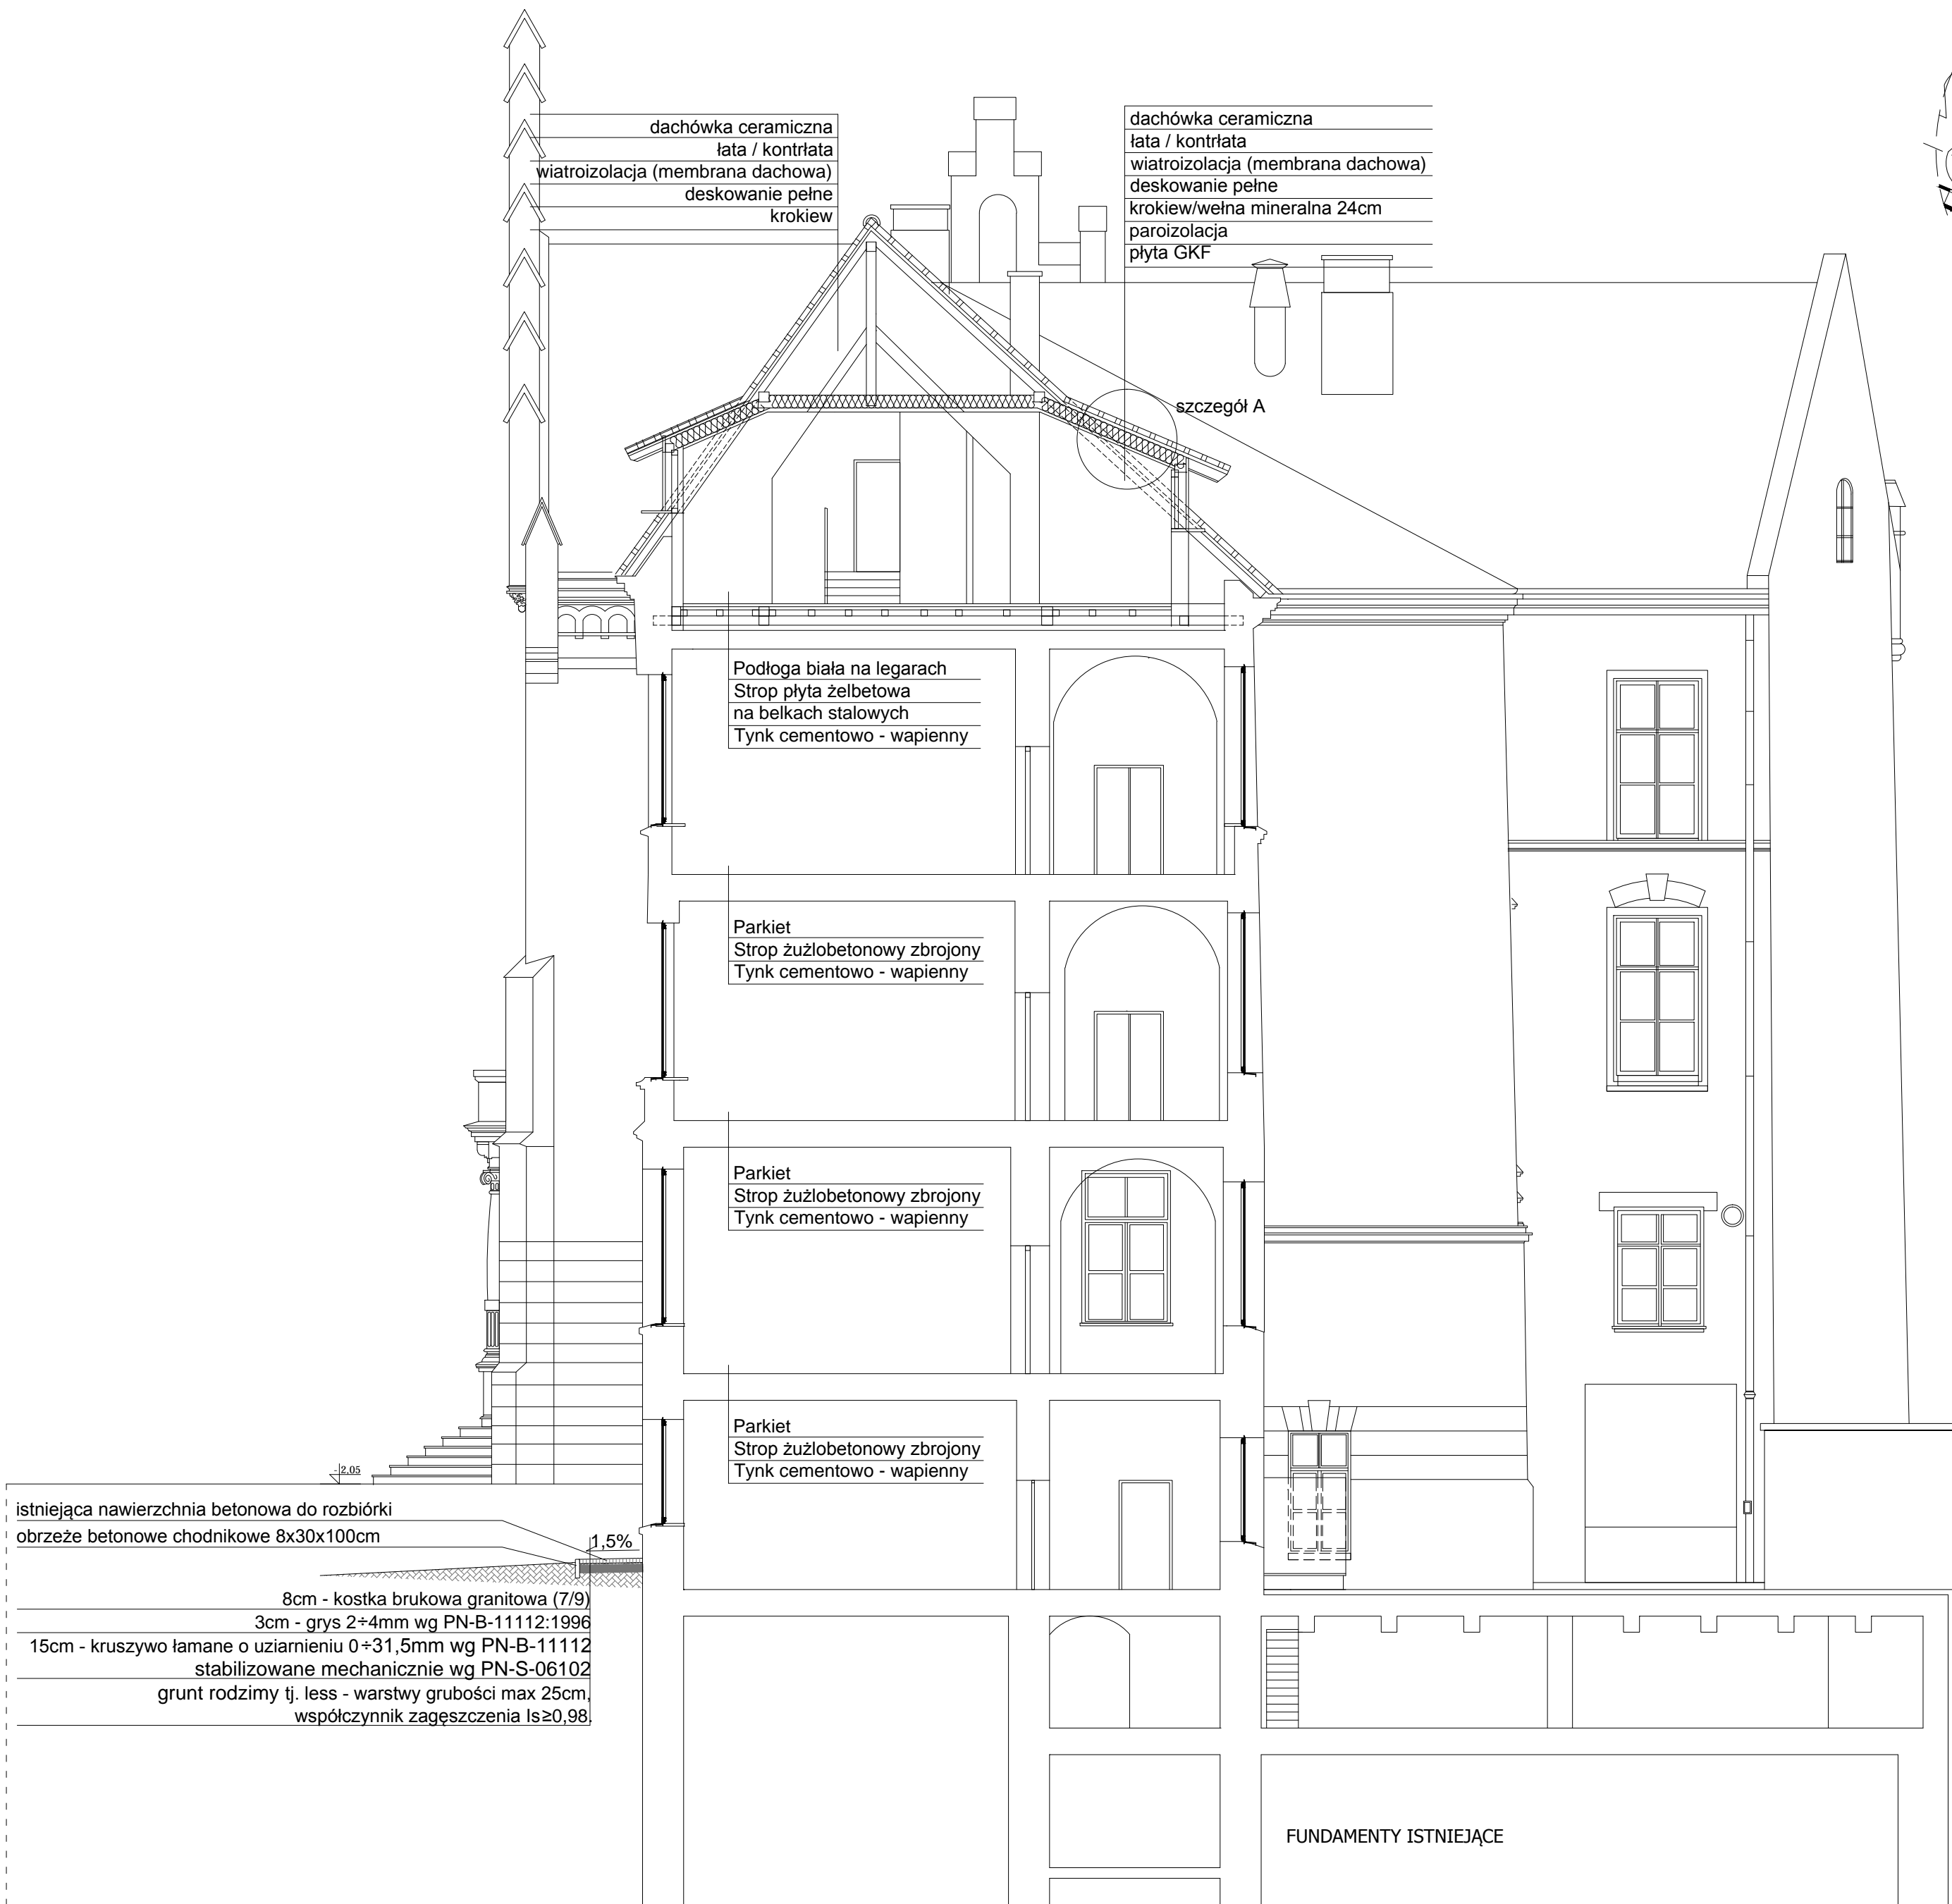 dachówka ceramiczna
łata / kontrłata
wiatroizolacja (membrana dachowa)
deskowanie pełne
krokiew
dachówka ceramiczna
łata / kontrłata
wiatroizolacja (membrana dachowa)
deskowanie pełne
krokiew/wełna mineralna 24cm
paroizolacja
płyta GKF
szczegół A
Podłoga biała na legarach
Strop płyta żelbetowa
na belkach stalowych
Tynk cementowo - wapienny
Parkiet
Strop żużlobetonowy zbrojony
Tynk cementowo - wapienny
Parkiet
Strop żużlobetonowy zbrojony
Tynk cementowo - wapienny
Parkiet
Strop żużlobetonowy zbrojony
Tynk cementowo - wapienny
- 2,05
istniejąca nawierzchnia betonowa do rozbiórki
obrzeże betonowe chodnikowe 8x30x100cm
1,5%
8cm - kostka brukowa granitowa (7/9)
3cm - grys 2÷4mm wg PN-B-11112:1996
15cm - kruszywo łamane o uziarnieniu 0÷31,5mm wg PN-B-11112
stabilizowane mechanicznie wg PN-S-06102
grunt rodzimy tj. less - warstwy grubości max 25cm,
współczynnik zagęszczenia Is≥0,98.
FUNDAMENTY ISTNIEJĄCE